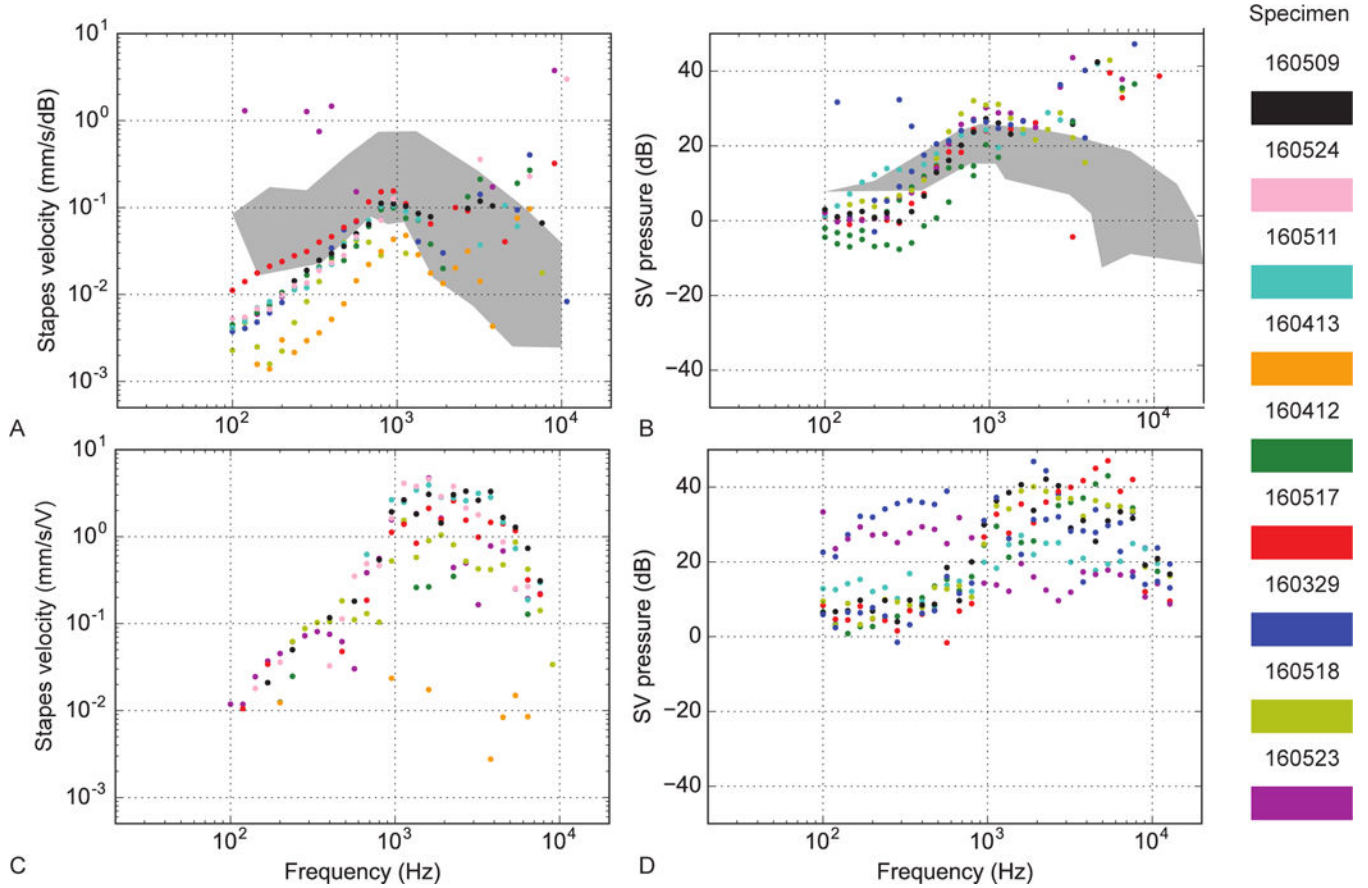 Specimen
160509
160524
160511
160413
160412
160517
160329
160518
160523
Stapes velocity (mm/s/dB)
10^1
10^0
10^-1
10^-2
10^-3
10^2 10^3 10^4
A
SV pressure (dB)
40
20
0
−20
−40
10^2 10^3 10^4
B
Stapes velocity (mm/s/V)
10^1
10^0
10^-1
10^-2
10^-3
10^2 10^3 10^4
Frequency (Hz)
C
SV pressure (dB)
40
20
0
−20
−40
10^2 10^3 10^4
Frequency (Hz)
D